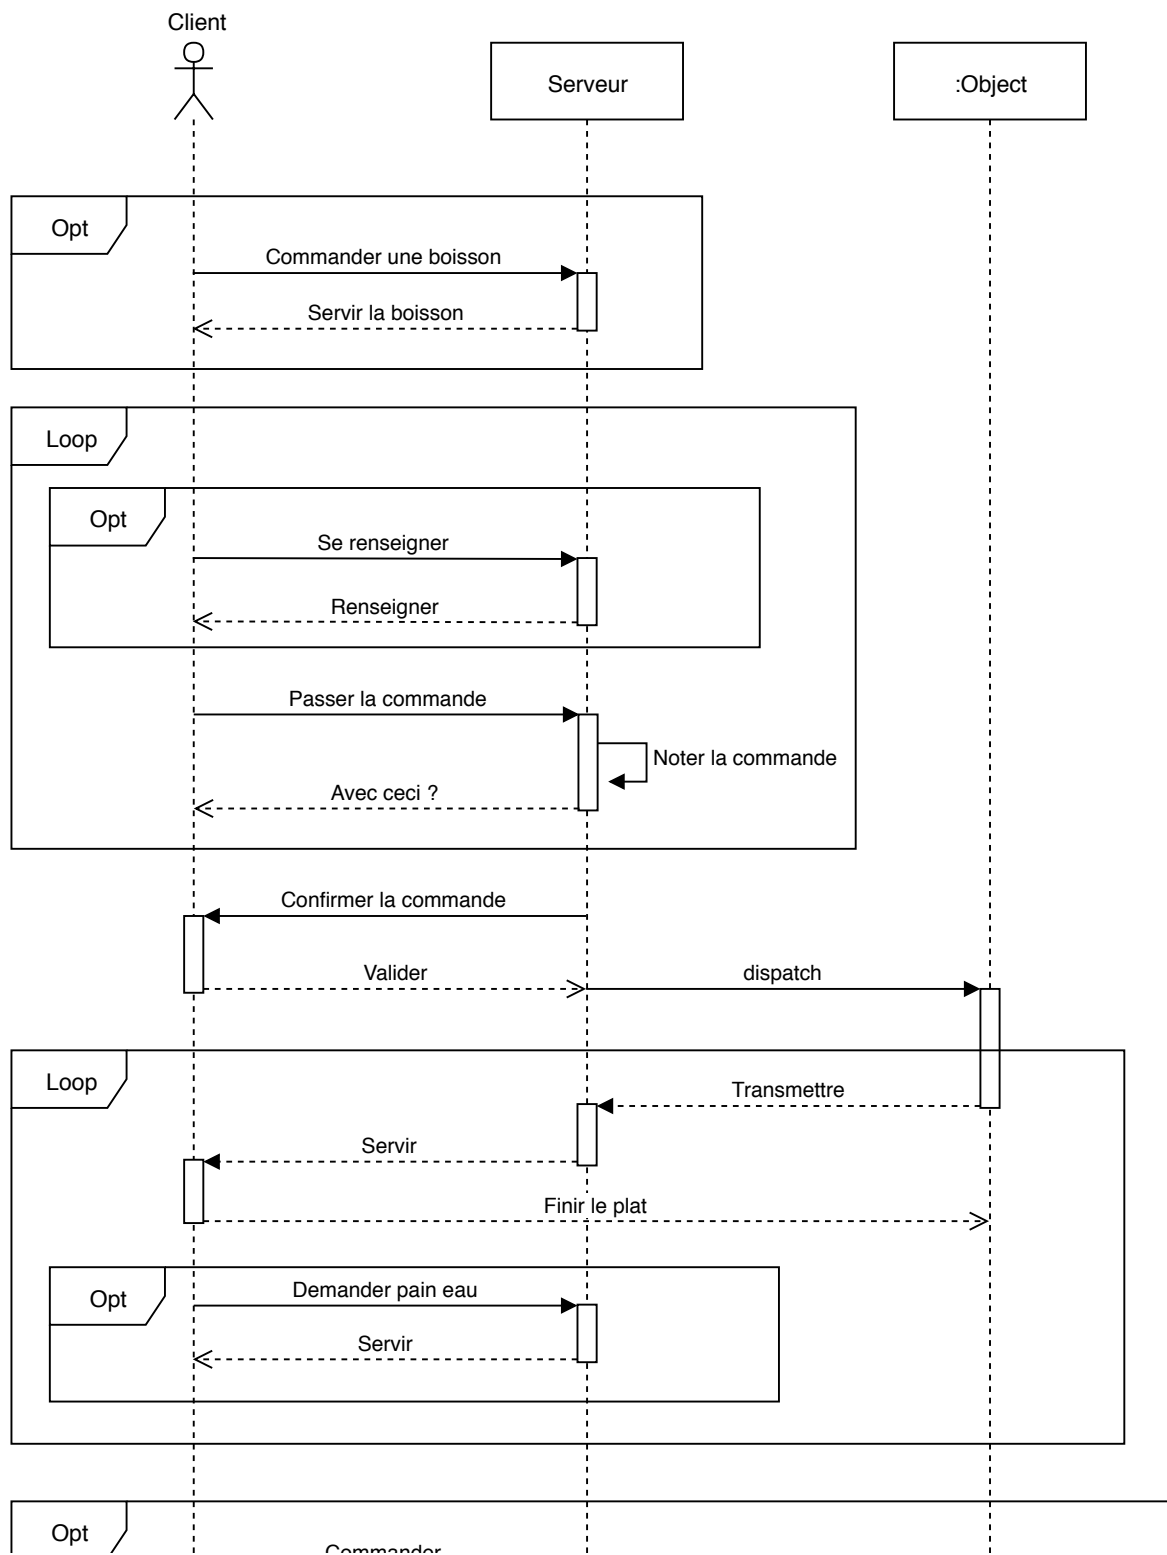 Client
Serveur
:Object
Opt
Commander une boisson
Servir la boisson
Loop
Opt
Se renseigner
Renseigner
Passer la commande
Noter la commande
Avec ceci ?
Confirmer la commande
Valider
dispatch
Loop
Transmettre
Servir
Finir le plat
Opt
Demander pain eau
Servir
Opt
Commander